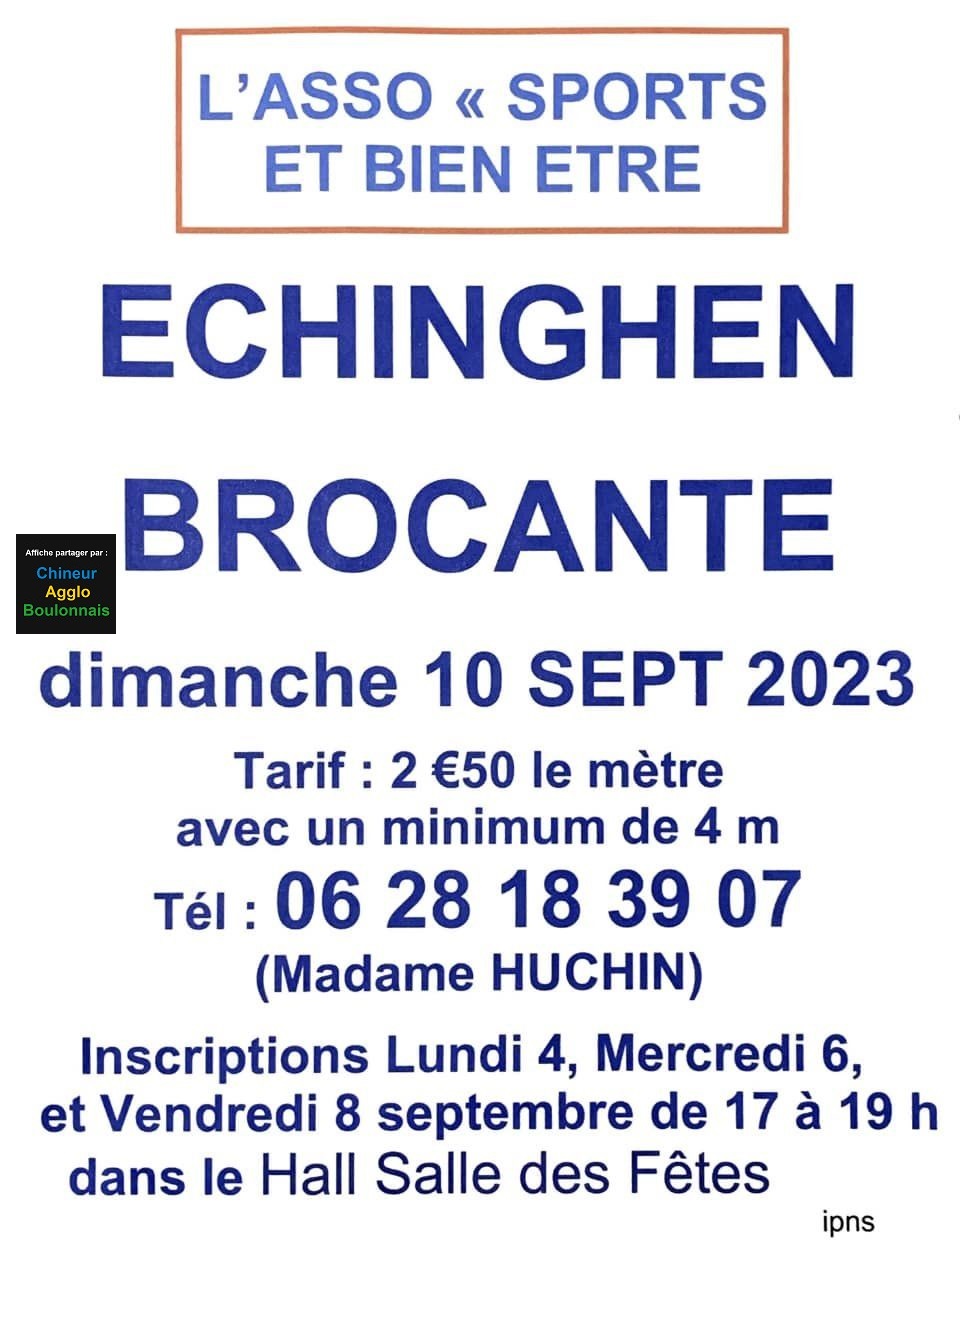 L'ASSO « SPORTS
ET BIEN ETRE
ECHINGHEN
BROCANTE
Affiche partager par :
Chineur
Agglo
Boulonnais
dimanche 10 SEPT 2023
Tarif : 2 €50 le mètre
avec un minimum de 4 m
Tél : 06 28 18 39 07
(Madame HUCHIN)
Inscriptions Lundi 4, Mercredi 6,
et Vendredi 8 septembre de 17 à 19 h
dans le Hall Salle des Fêtes
ipns